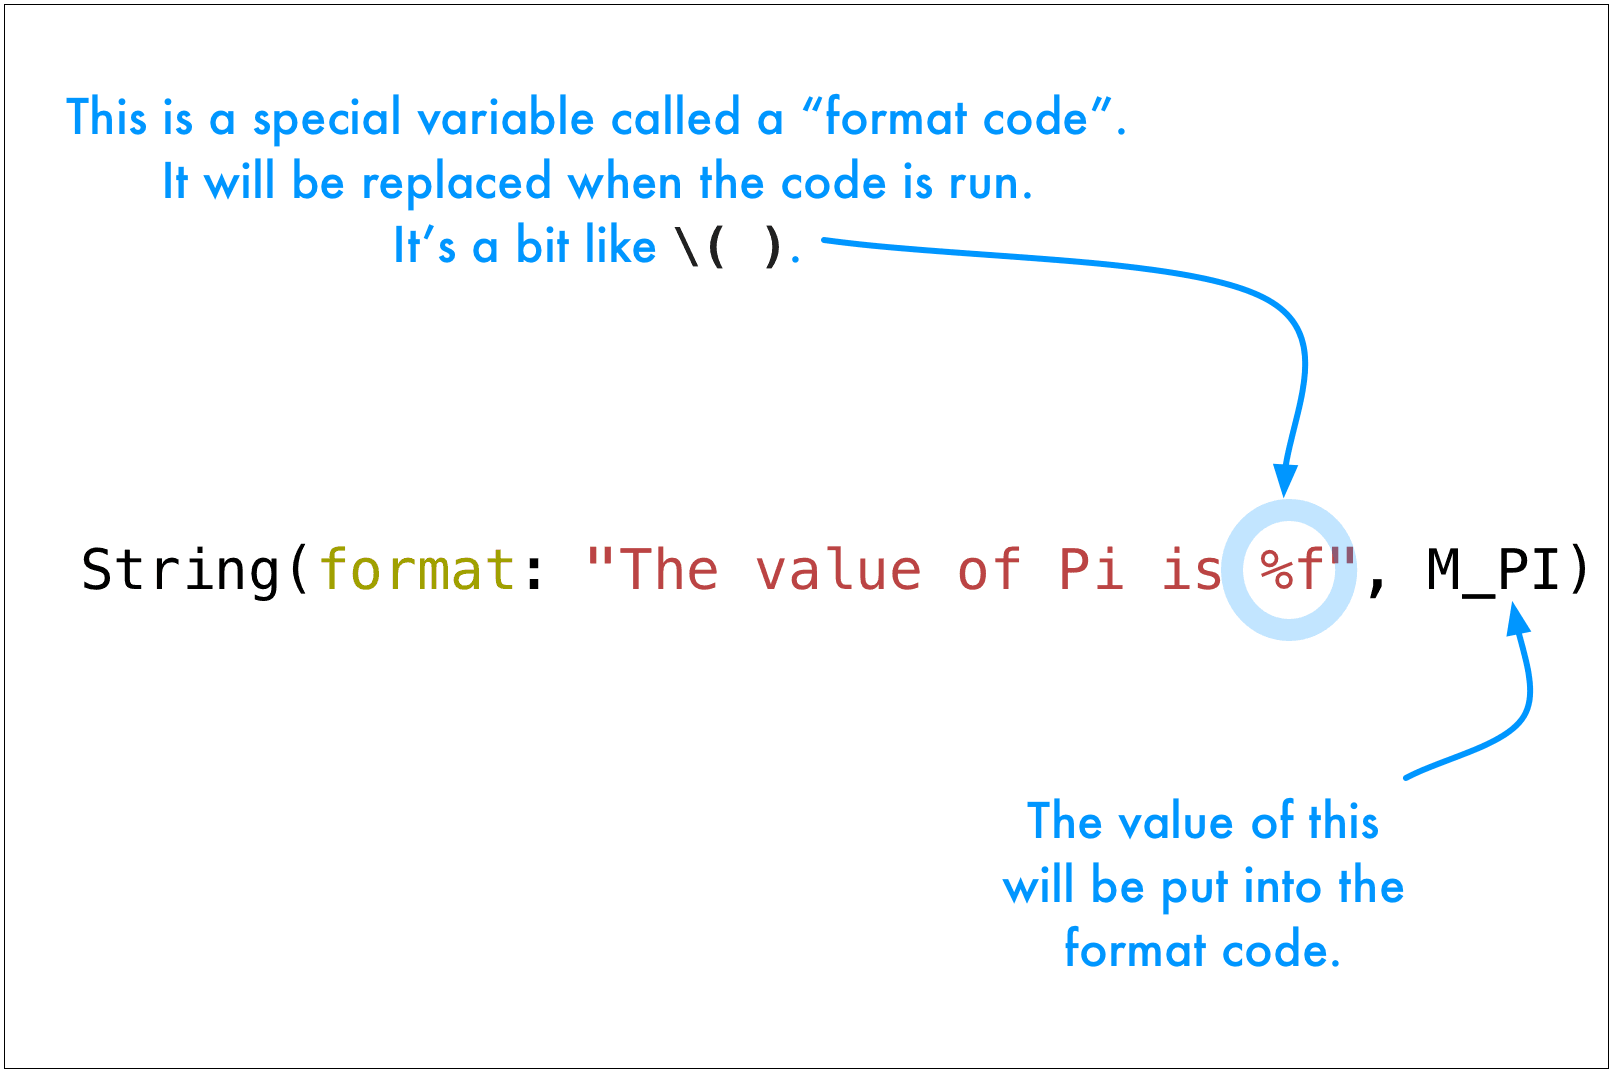 This is a special variable called a “format code”.
It will be replaced when the code is run.
It’s a bit like \( ).
String(format: "The value of Pi is %f", M_PI)
The value of this
will be put into the
format code.